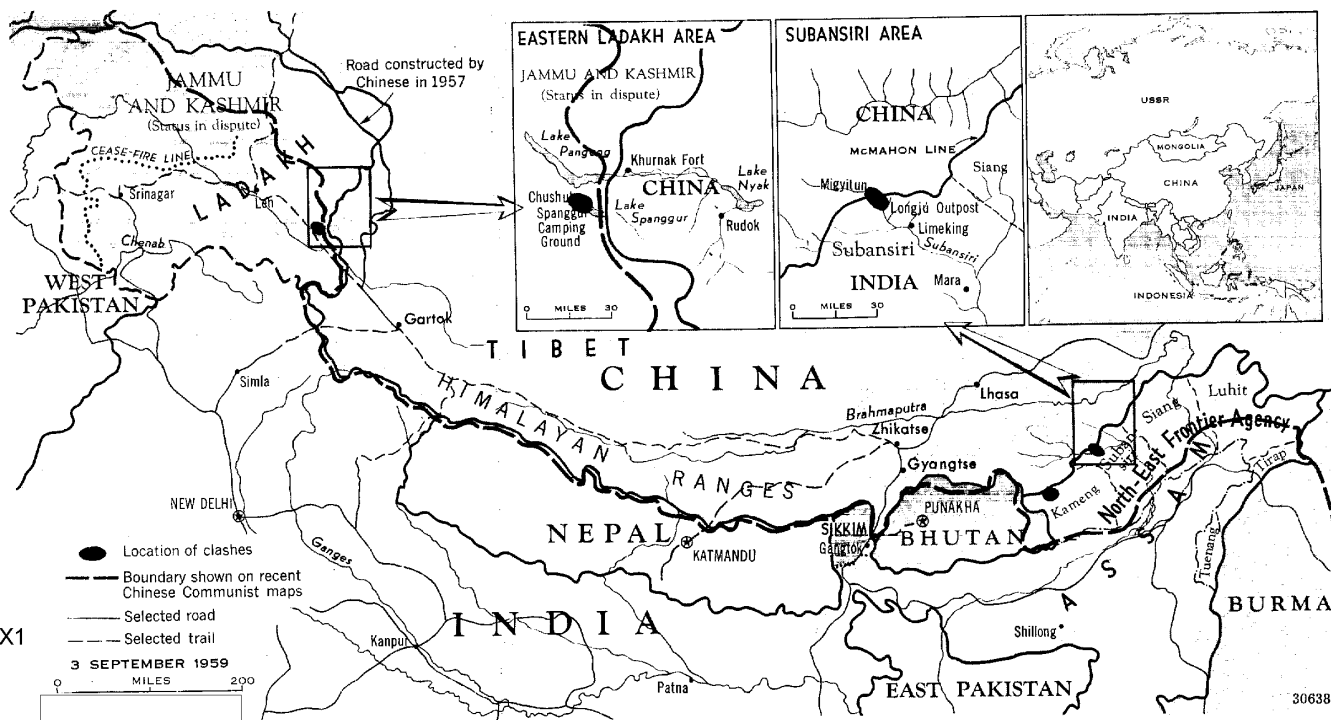 JAMMU
AND KASHMIR
(Status in dispute)
CEASE-FIRE LINE
Srinagar
LADAKH
Leh
Chenab
WEST
PAKISTAN
Road constructed by
Chinese in 1957
EASTERN LADAKH AREA
JAMMU AND KASHMIR
(Status in dispute)
Lake
Pangong
Khurnak Fort
CHINA
Lake
Nyak
Chushul
Spanggur
Camping
Ground
Lake
Spanggur
Rudok
0 MILES 30
SUBANSIRI AREA
CHINA
McMAHON LINE
Migyitun
Siang
Longju Outpost
Limeking
Subansiri
Subansiri
INDIA
Mara
0 MILES 30
USSR
MONGOLIA
CHINA
JAPAN
INDIA
INDONESIA
Gartok
Simla
TIBET
CHINA
HIMALAYAN
RANGES
Lhasa
Brahmaputra
Zhikatse
Gyangtse
Luhit
Siang
Subansiri
North-East Frontier Agency
Kameng
Tirap
Tuenang
ASSAM
NEW DELHI
Ganges
NEPAL
KATMANDU
SIKKIM
Gangtok
PUNAKHA
BHUTAN
BURMA
INDIA
Kanpur
Patna
Shillong
EAST PAKISTAN
Location of clashes
Boundary shown on recent
Chinese Communist maps
Selected road
Selected trail
X1
3 SEPTEMBER 1959
0 MILES 200
30638